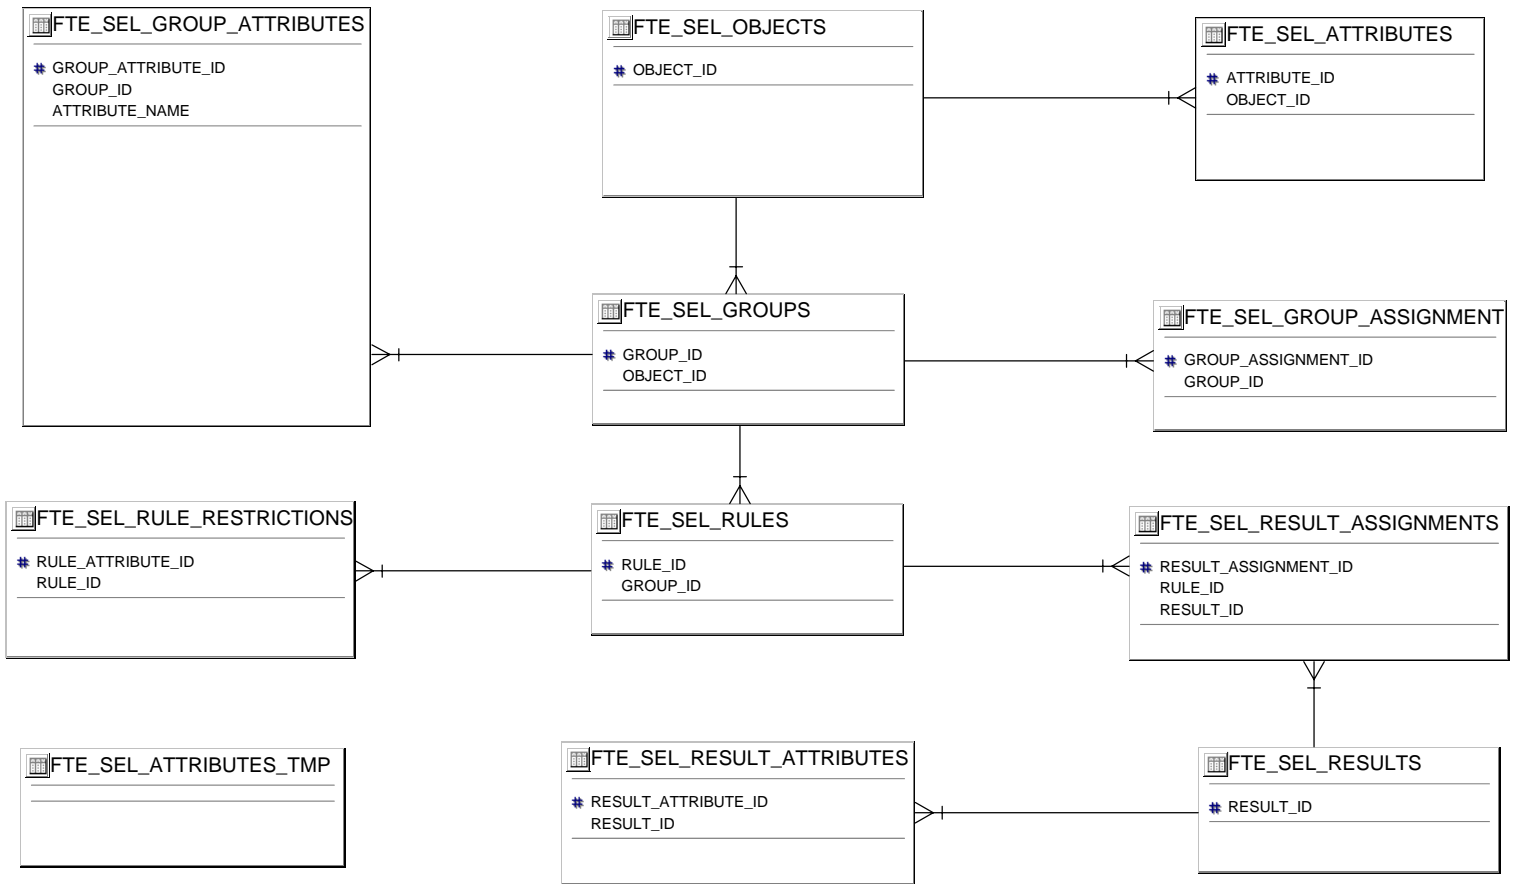 FTE_SEL_GROUP_ATTRIBUTES
# GROUP_ATTRIBUTE_ID
GROUP_ID
ATTRIBUTE_NAME
FTE_SEL_OBJECTS
# OBJECT_ID
FTE_SEL_ATTRIBUTES
# ATTRIBUTE_ID
OBJECT_ID
FTE_SEL_GROUPS
# GROUP_ID
OBJECT_ID
FTE_SEL_GROUP_ASSIGNMENT
# GROUP_ASSIGNMENT_ID
GROUP_ID
FTE_SEL_RULE_RESTRICTIONS
# RULE_ATTRIBUTE_ID
RULE_ID
FTE_SEL_RULES
# RULE_ID
GROUP_ID
FTE_SEL_RESULT_ASSIGNMENTS
# RESULT_ASSIGNMENT_ID
RULE_ID
RESULT_ID
FTE_SEL_ATTRIBUTES_TMP
FTE_SEL_RESULT_ATTRIBUTES
# RESULT_ATTRIBUTE_ID
RESULT_ID
FTE_SEL_RESULTS
# RESULT_ID